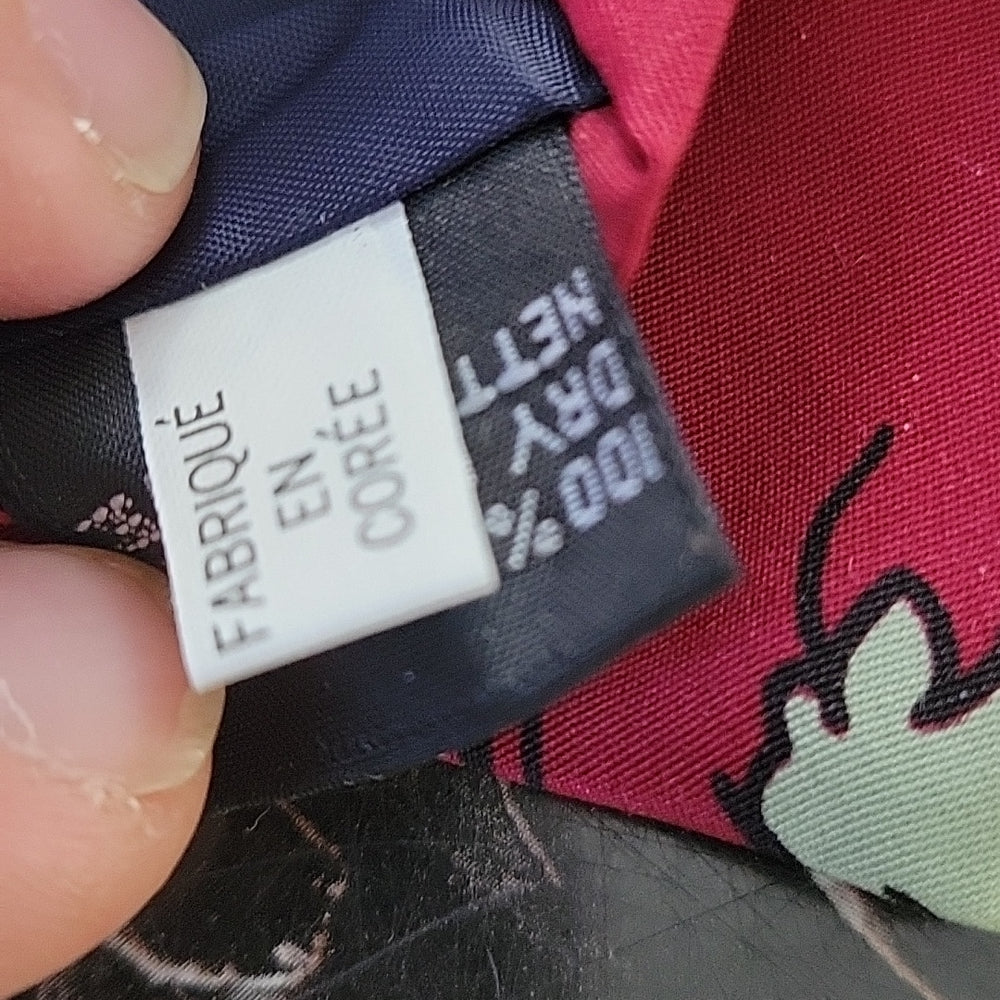 FABRIQUÉ
EN
CORÉE
100%
DRY
NETT